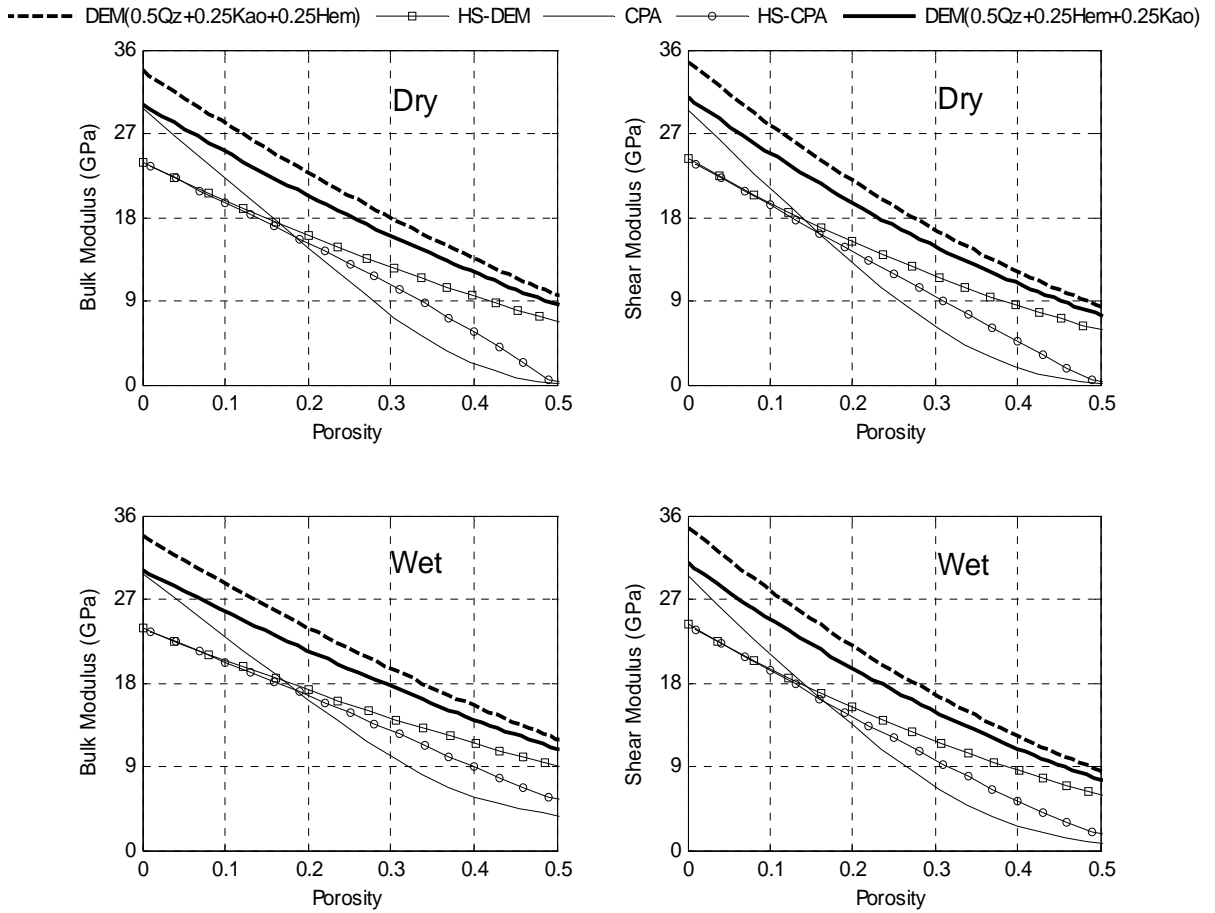 DEM(0.5Qz+0.25Kao+0.25Hem) HS-DEM CPA HS-CPA DEM(0.5Qz+0.25Hem+0.25Kao)
36
27
18
9
0
Bulk Modulus (GPa)
Dry
0 0.1 0.2 0.3 0.4 0.5
Porosity
36
27
18
9
0
Shear Modulus (GPa)
Dry
0 0.1 0.2 0.3 0.4 0.5
Porosity
36
27
18
9
0
Bulk Modulus (GPa)
Wet
0 0.1 0.2 0.3 0.4 0.5
Porosity
36
27
18
9
0
Shear Modulus (GPa)
Wet
0 0.1 0.2 0.3 0.4 0.5
Porosity